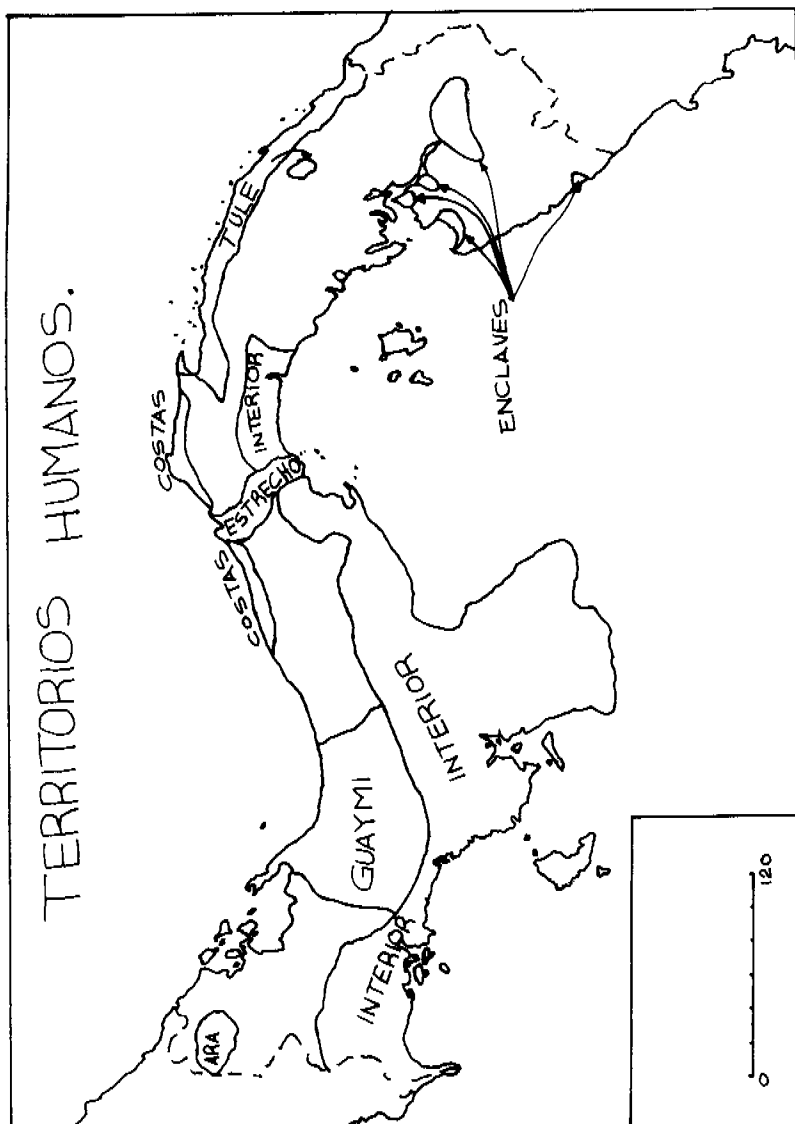 TERRITORIOS HUMANOS.
COSTAS
TULE
COSTAS
ESTRECHO
INTERIOR
ENCLAVES
GUAYMI
INTERIOR
ARA
INTERIOR
0 120